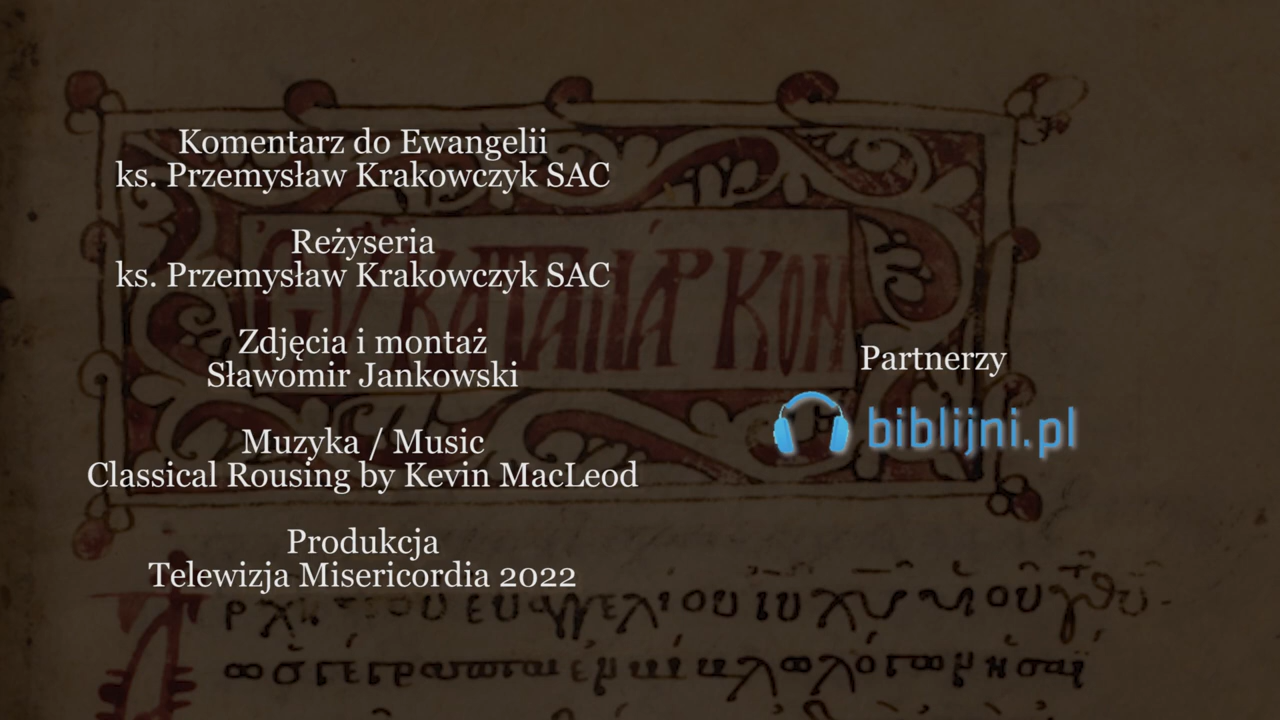 Komentarz do Ewangelii
ks. Przemysław Krakowczyk SAC
Reżyseria
ks. Przemysław Krakowczyk SAC
Zdjęcia i montaż
Sławomir Jankowski
Muzyka / Music
Classical Rousing by Kevin MacLeod
Produkcja
Telewizja Misericordia 2022
Partnerzy
biblijni.pl